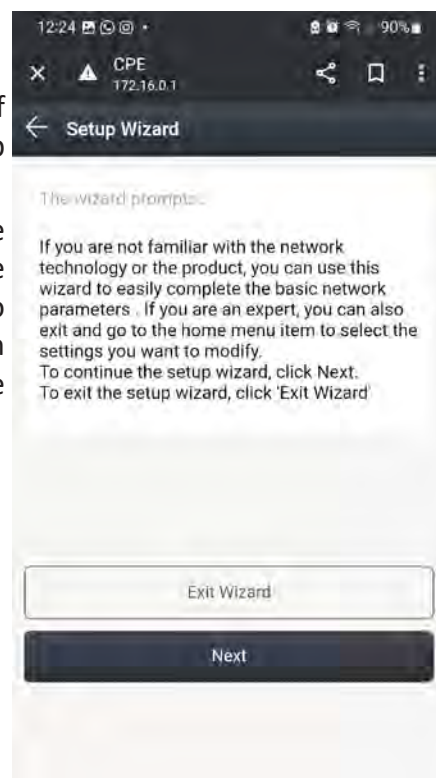 12:24
90%
CPE
172.16.0.1
Setup Wizard
The wizard prompts..
If you are not familiar with the network
technology or the product, you can use this
wizard to easily complete the basic network
parameters . If you are an expert, you can also
exit and go to the home menu item to select the
settings you want to modify.
To continue the setup wizard, click Next.
To exit the setup wizard, click 'Exit Wizard'
Exit Wizard
Next